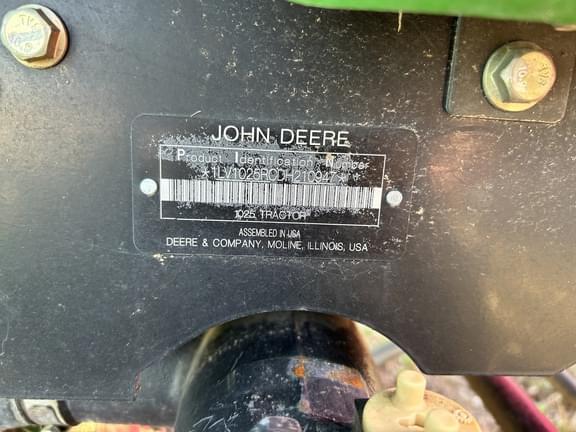 JOHN DEERE
Product Identification Number
*1LV1025RCDH210947*
1025 TRACTOR
ASSEMBLED IN USA
DEERE & COMPANY, MOLINE, ILLINOIS, USA